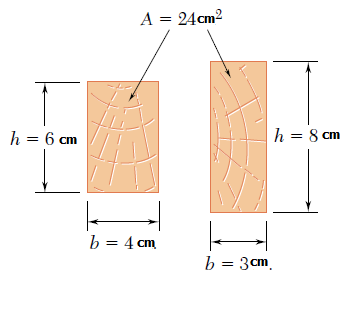 A = 24cm²
h = 6 cm
h = 8 cm
b = 4 cm.
b = 3cm.